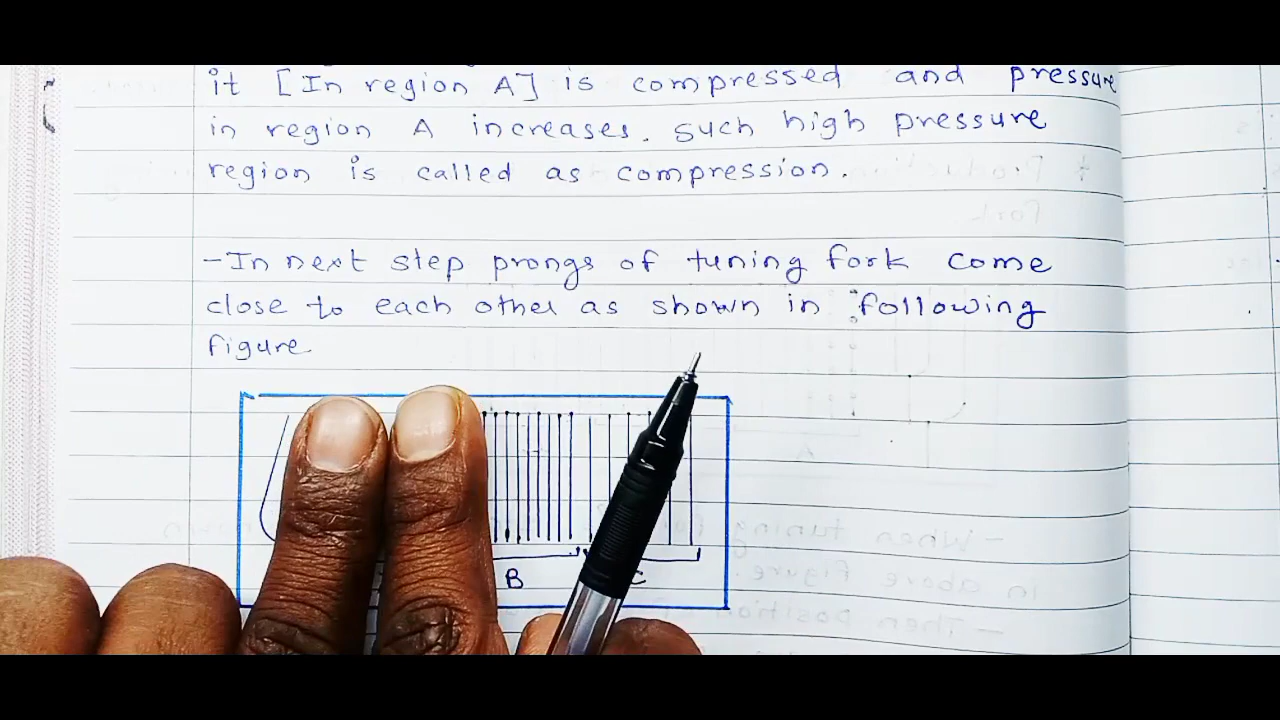 it [In region A] is compressed and pressure
in region A increases. such high pressure
region is called as compression.
-In next step prongs of tuning fork come
close to each other as shown in following
figure
B
C